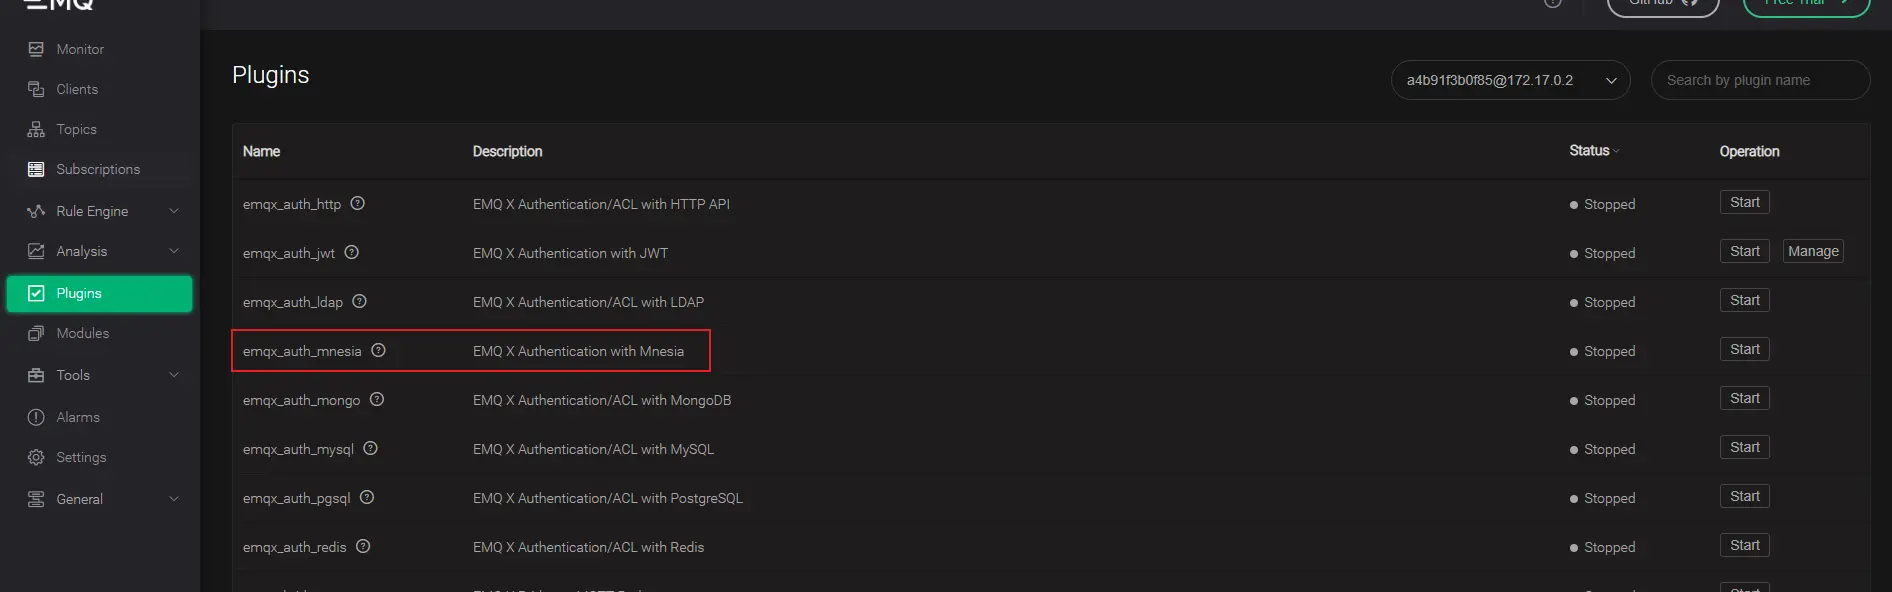 EMQ
GitHub
Free Trial
Monitor
Clients
Topics
Subscriptions
Rule Engine
Analysis
Plugins
Modules
Tools
Alarms
Settings
General
Plugins
a4b91f3b0f85@172.17.0.2
Search by plugin name
Name Description Status Operation
emqx_auth_http EMQ X Authentication/ACL with HTTP API Stopped Start
emqx_auth_jwt EMQ X Authentication with JWT Stopped Start Manage
emqx_auth_ldap EMQ X Authentication/ACL with LDAP Stopped Start
emqx_auth_mnesia EMQ X Authentication with Mnesia Stopped Start
emqx_auth_mongo EMQ X Authentication/ACL with MongoDB Stopped Start
emqx_auth_mysql EMQ X Authentication/ACL with MySQL Stopped Start
emqx_auth_pgsql EMQ X Authentication/ACL with PostgreSQL Stopped Start
emqx_auth_redis EMQ X Authentication/ACL with Redis Stopped Start